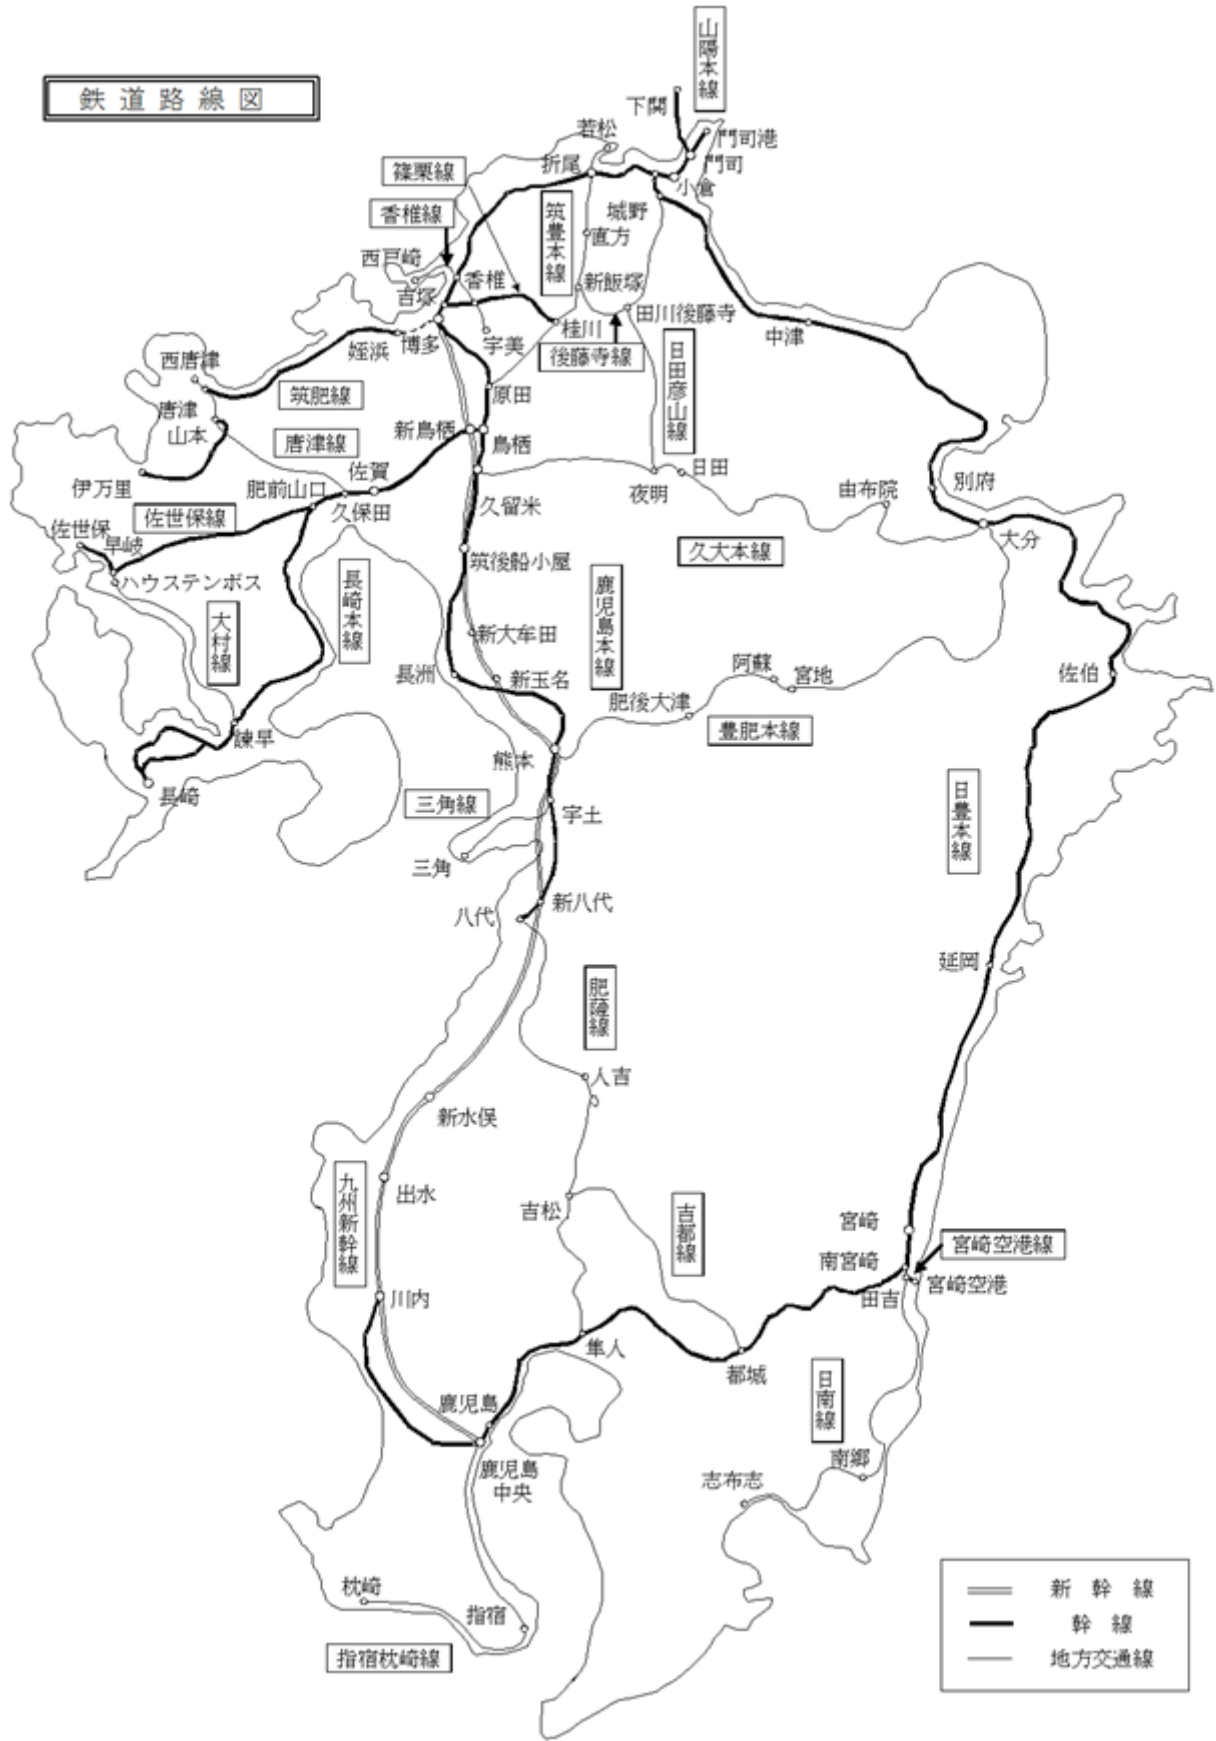 鉄道路線図
山陽本線
下関
門司港
門司
若松
折尾
小倉
篠栗線
筑豊本線
城野
香椎線
直方
西戸崎
香椎
新飯塚
吉塚
田川後藤寺
桂川
中津
博多
宇美
姪浜
後藤寺線
西唐津
日田彦山線
筑肥線
原田
唐津
山本
唐津線
新鳥栖
鳥栖
佐賀
日田
伊万里
肥前山口
夜明
由布院
別府
久留米
佐世保線
久保田
佐世保
早岐
大分
久大本線
筑後船小屋
ハウステンボス
長崎本線
鹿児島本線
大村線
新大牟田
長洲
新玉名
阿蘇
宮地
佐伯
肥後大津
豊肥本線
諫早
熊本
長崎
三角線
宇土
日豊本線
三角
新八代
八代
延岡
肥薩線
人吉
新水俣
九州新幹線
出水
吉松
吉都線
宮崎
南宮崎
宮崎空港線
田吉
宮崎空港
川内
隼人
都城
日南線
鹿児島
鹿児島
中央
南郷
志布志
枕崎
指宿
指宿枕崎線
新幹線
幹線
地方交通線